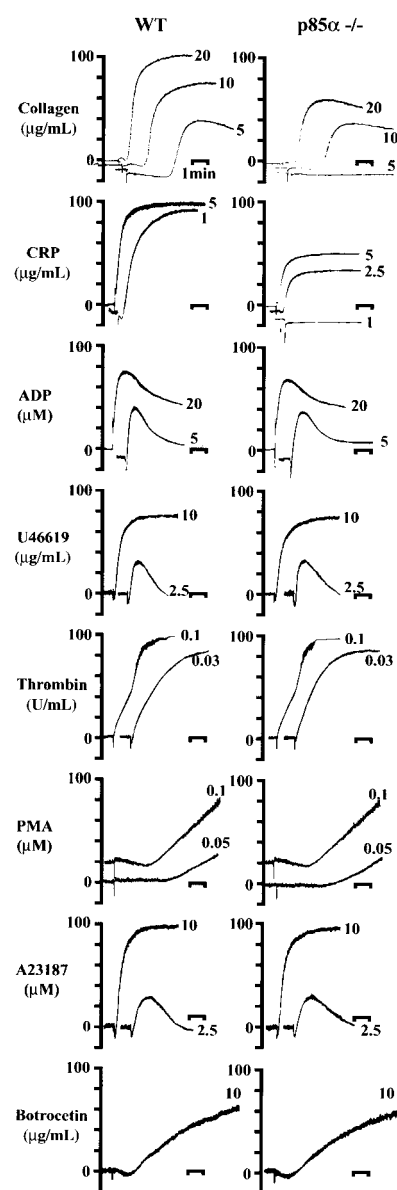 WT p85α -/-
100 100
20
10
20
Collagen
(µg/mL)
5
10
0 1min 0 5
100 5 100
1
CRP
(µg/mL)
5
2.5
0 0
1
100 100
ADP
(µM)
20 20
5 5
0 0
100 10 100 10
U46619
(µg/mL)
2.5 2.5
0 0
100 0.1 100 0.1
0.03 0.03
Thrombin
(U/mL)
0 0
100 0.1 100 0.1
PMA
(µM)
0.05 0.05
0 0
100 10 100 10
A23187
(µM)
0 2.5 0 2.5
100 10 100 10
Botrocetin
(µg/mL)
0 0